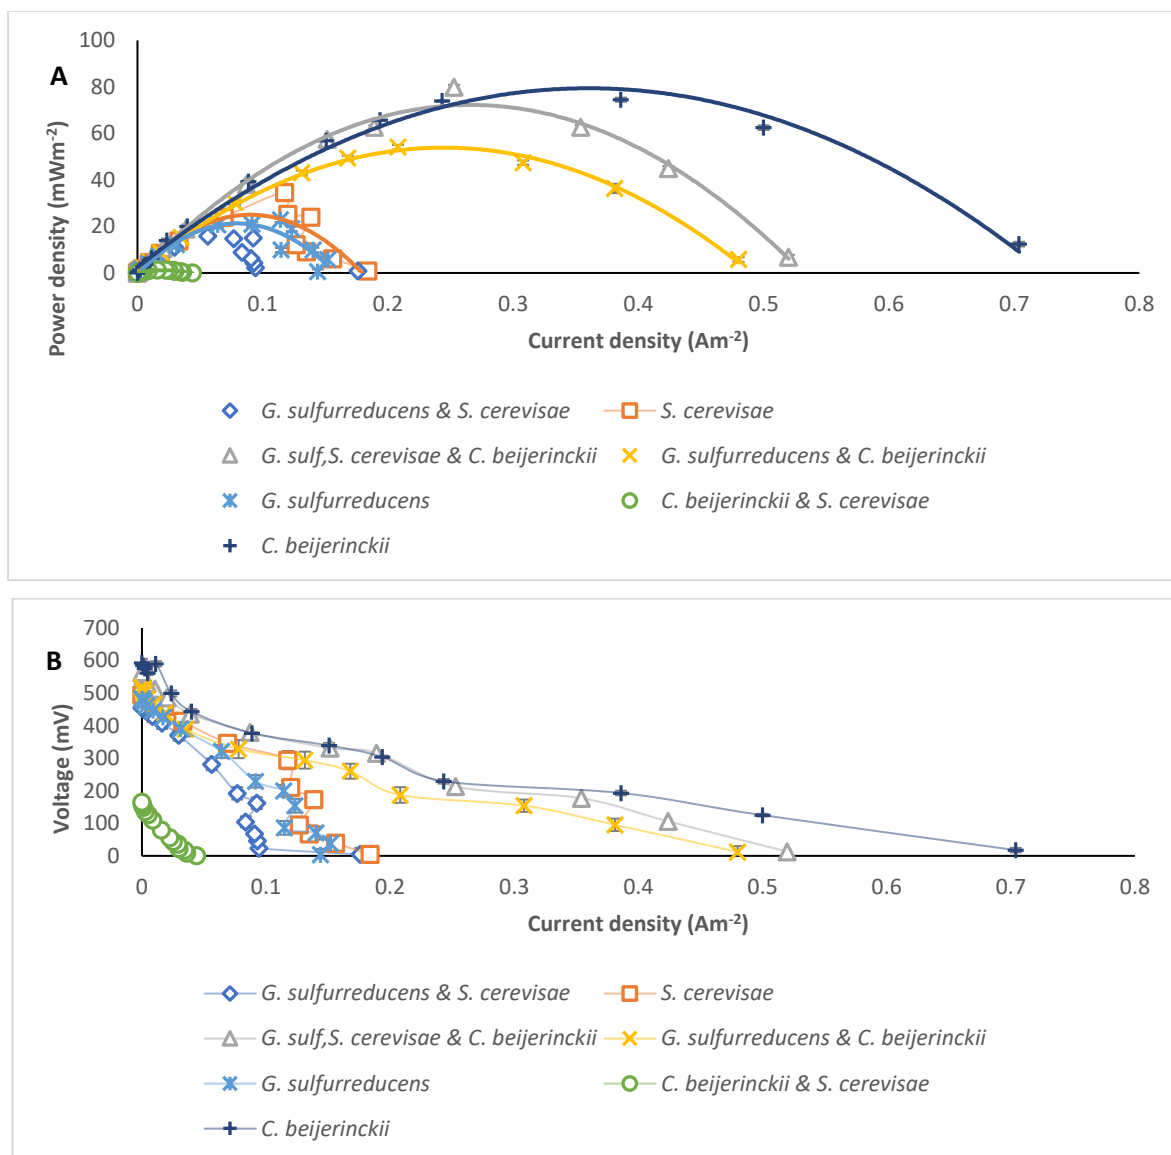 A
100
80
60
40
20
0
0 0.1 0.2 0.3 0.4 0.5 0.6 0.7 0.8
Power density (mWm-2)
Current density (Am-2)
G. sulfurreducens & S. cerevisae
S. cerevisae
G. sulf,S. cerevisae & C. beijerinckii
G. sulfurreducens & C. beijerinckii
G. sulfurreducens
C. beijerinckii & S. cerevisae
C. beijerinckii
B
700
600
500
400
300
200
100
0
0 0.1 0.2 0.3 0.4 0.5 0.6 0.7 0.8
Voltage (mV)
Current density (Am-2)
G. sulfurreducens & S. cerevisae
S. cerevisae
G. sulf,S. cerevisae & C. beijerinckii
G. sulfurreducens & C. beijerinckii
G. sulfurreducens
C. beijerinckii & S. cerevisae
C. beijerinckii